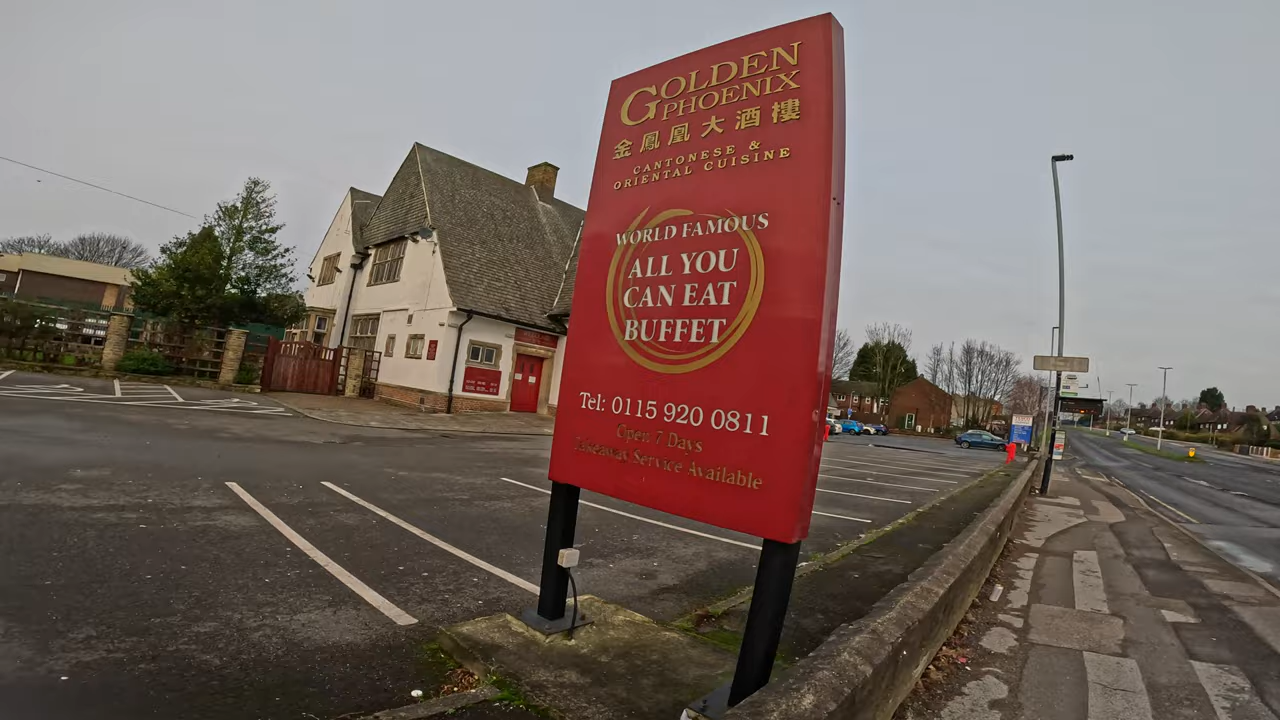 GOLDEN
PHOENIX
金鳳凰大酒樓
CANTONESE &
ORIENTAL CUISINE
WORLD FAMOUS
ALL YOU
CAN EAT
BUFFET
Tel: 0115 920 0811
Open 7 Days
Takeaway Service Available